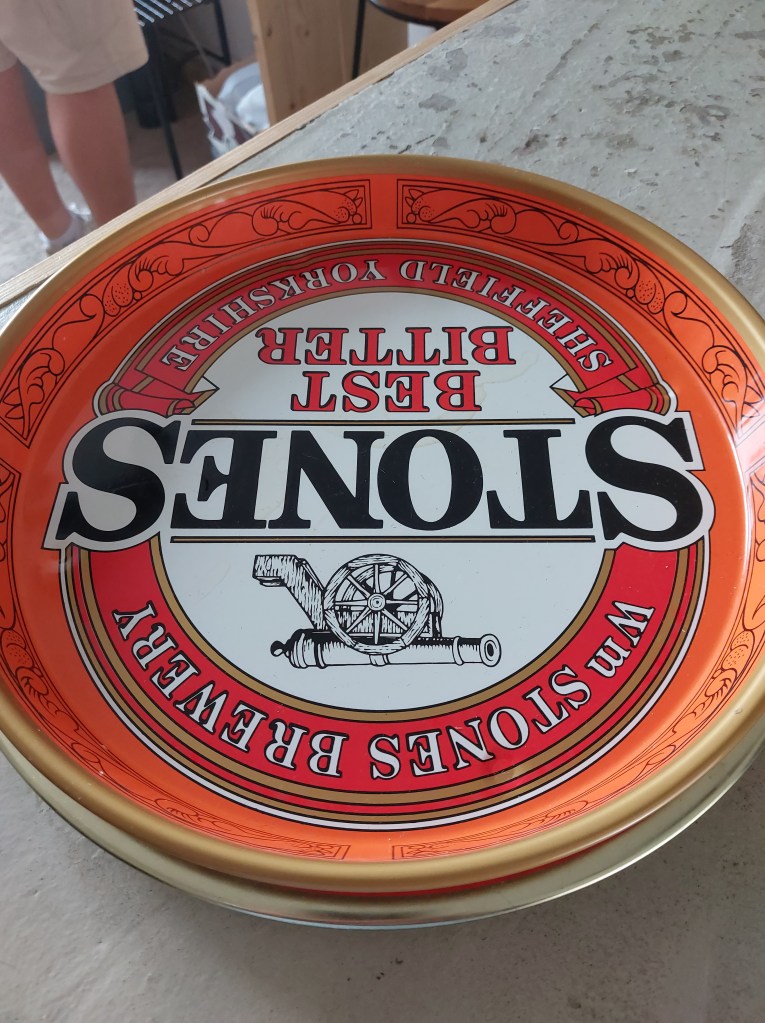 Wm STONES BREWERY
STONES
BEST
BITTER
SHEFFIELD YORKSHIRE